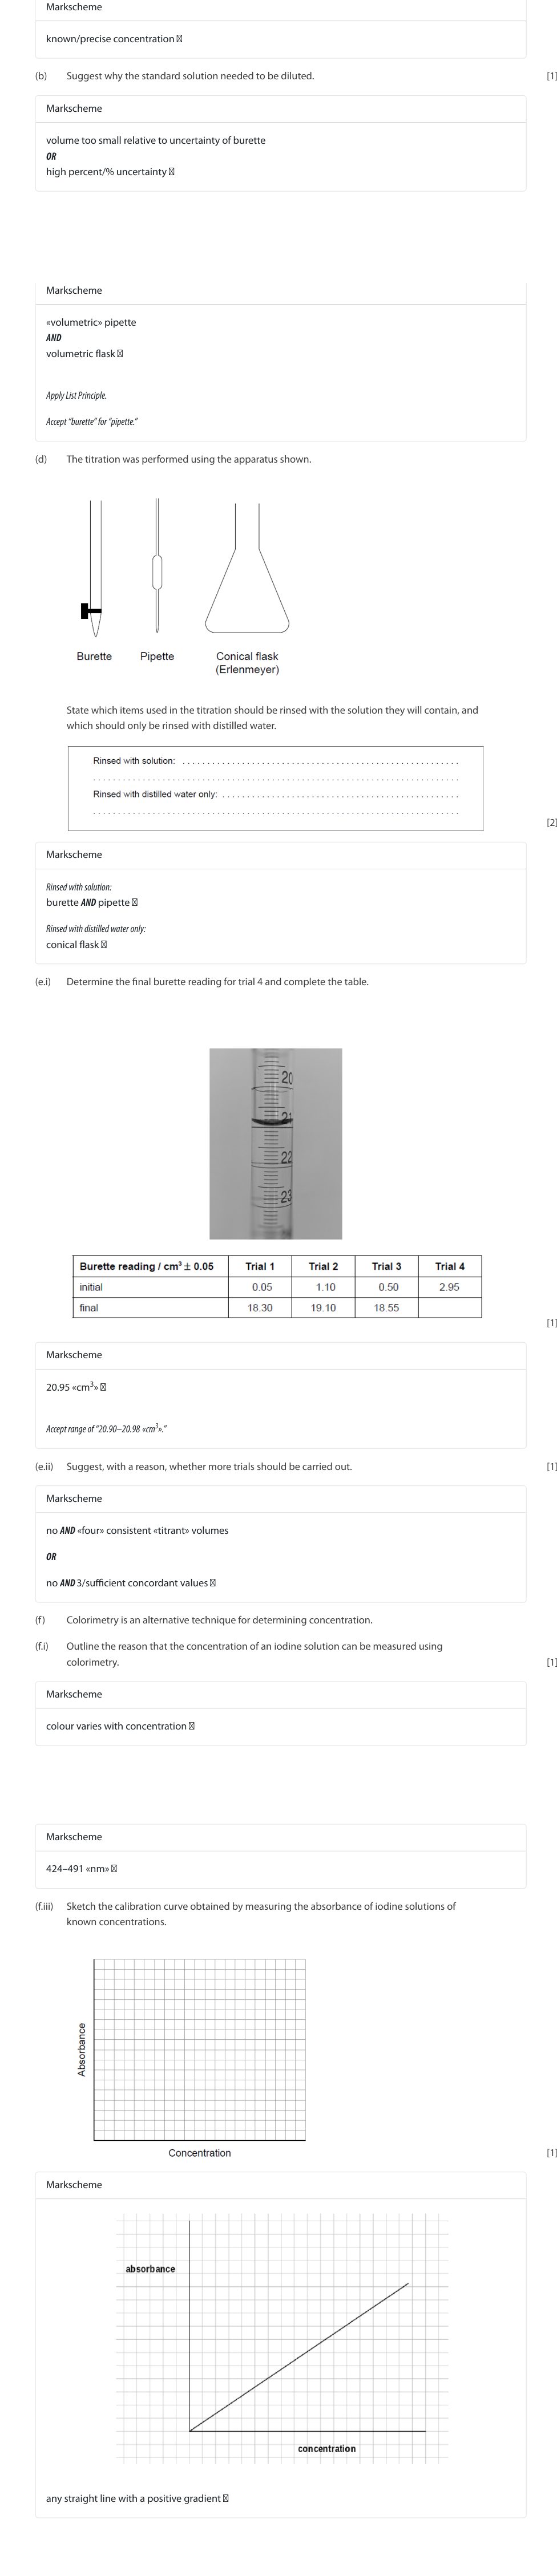 Markscheme
known/precise concentration
(b) Suggest why the standard solution needed to be diluted. [1]
Markscheme
volume too small relative to uncertainty of burette
OR
high percent/% uncertainty
Markscheme
«volumetric» pipette
AND
volumetric flask
Apply List Principle.
Accept “burette” for “pipette.”
(d) The titration was performed using the apparatus shown.
Burette Pipette Conical flask
(Erlenmeyer)
State which items used in the titration should be rinsed with the solution they will contain, and
which should only be rinsed with distilled water.
Rinsed with solution:
Rinsed with distilled water only:
[2]
Markscheme
Rinsed with solution:
burette AND pipette
Rinsed with distilled water only:
conical flask
(e.i) Determine the final burette reading for trial 4 and complete the table.
20
21
22
23
Burette reading / cm³ ± 0.05 Trial 1 Trial 2 Trial 3 Trial 4
initial 0.05 1.10 0.50 2.95
final 18.30 19.10 18.55
[1]
Markscheme
20.95 «cm³»
Accept range of “20.90–20.98 «cm³».”
(e.ii) Suggest, with a reason, whether more trials should be carried out. [1]
Markscheme
no AND «four» consistent «titrant» volumes
OR
no AND 3/sufficient concordant values
(f) Colorimetry is an alternative technique for determining concentration.
(f.i) Outline the reason that the concentration of an iodine solution can be measured using
colorimetry. [1]
Markscheme
colour varies with concentration
Markscheme
424–491 «nm»
(f.iii) Sketch the calibration curve obtained by measuring the absorbance of iodine solutions of
known concentrations.
Absorbance
Concentration
[1]
Markscheme
absorbance
concentration
any straight line with a positive gradient